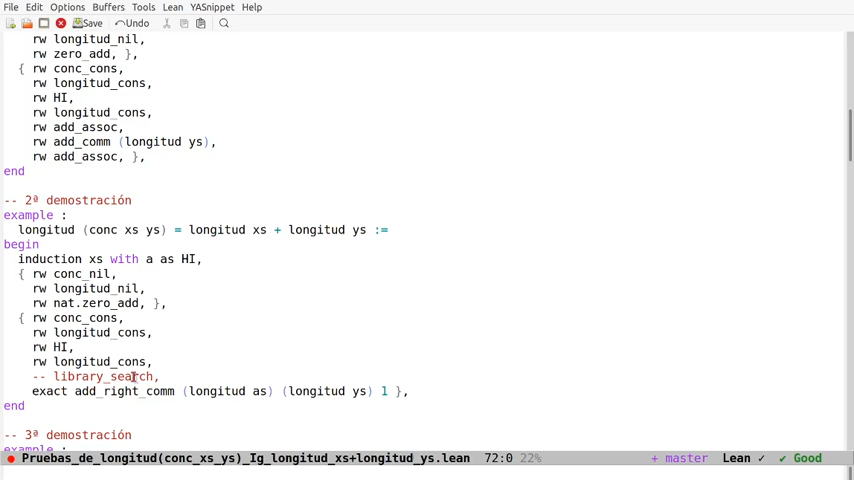 File Edit Options Buffers Tools Lean YASnippet Help
Save Undo
rw longitud_nil,
rw zero_add, },
{ rw conc_cons,
rw longitud_cons,
rw HI,
rw longitud_cons,
rw add_assoc,
rw add_comm (longitud ys),
rw add_assoc, },
end
-- 2ª demostración
example :
longitud (conc xs ys) = longitud xs + longitud ys :=
begin
induction xs with a as HI,
{ rw conc_nil,
rw longitud_nil,
rw nat.zero_add, },
{ rw conc_cons,
rw longitud_cons,
rw HI,
rw longitud_cons,
-- library_search,
exact add_right_comm (longitud as) (longitud ys) 1 },
end
-- 3ª demostración
example :
Pruebas_de_longitud(conc_xs_ys)_Ig_longitud_xs+longitud_ys.lean 72:0 22% + master Lean ✓ ✔ Good